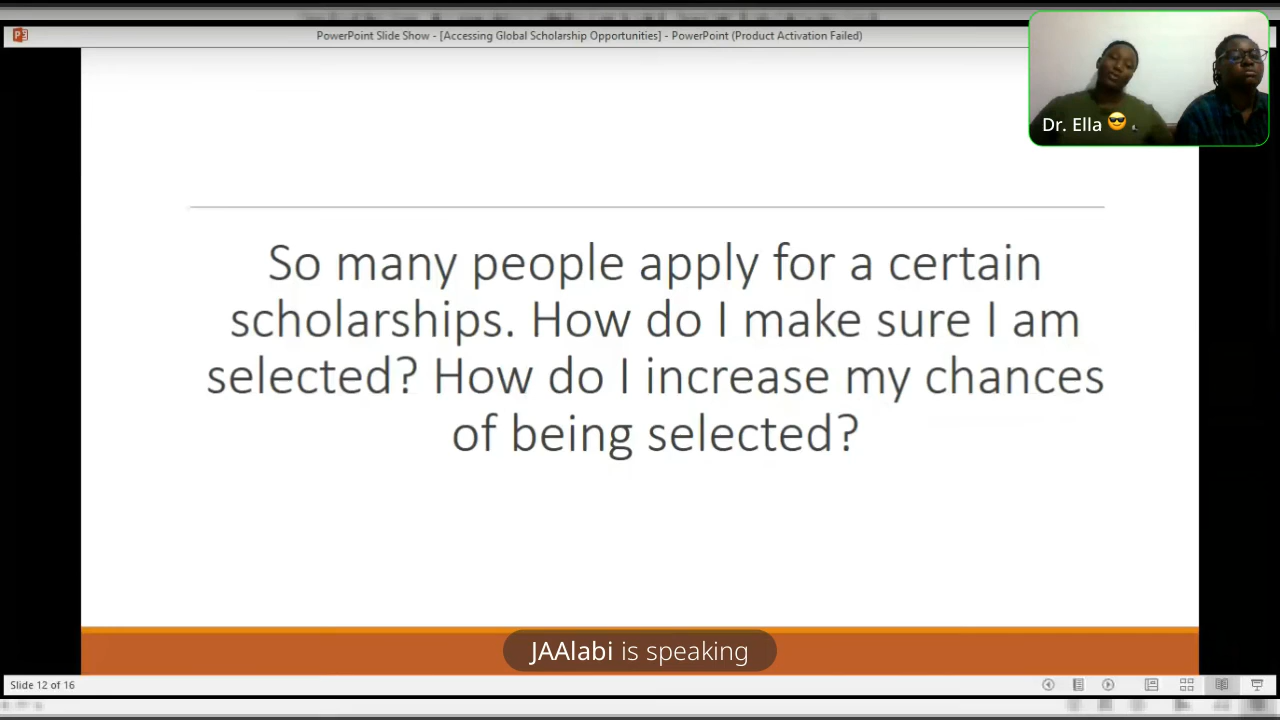 PowerPoint Slide Show - [Accessing Global Scholarship Opportunities] - PowerPoint (Product Activation Failed)
Dr. Ella 😎
So many people apply for a certain
scholarships. How do I make sure I am
selected? How do I increase my chances
of being selected?
JAAlabi is speaking
Slide 12 of 16